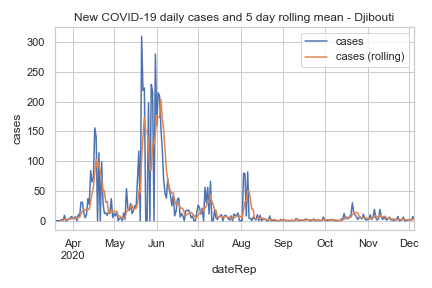 New COVID-19 daily cases and 5 day rolling mean - Djibouti
cases
cases (rolling)
300
250
200
150
100
50
0
cases
Apr May Jun Jul Aug Sep Oct Nov Dec
2020
dateRep